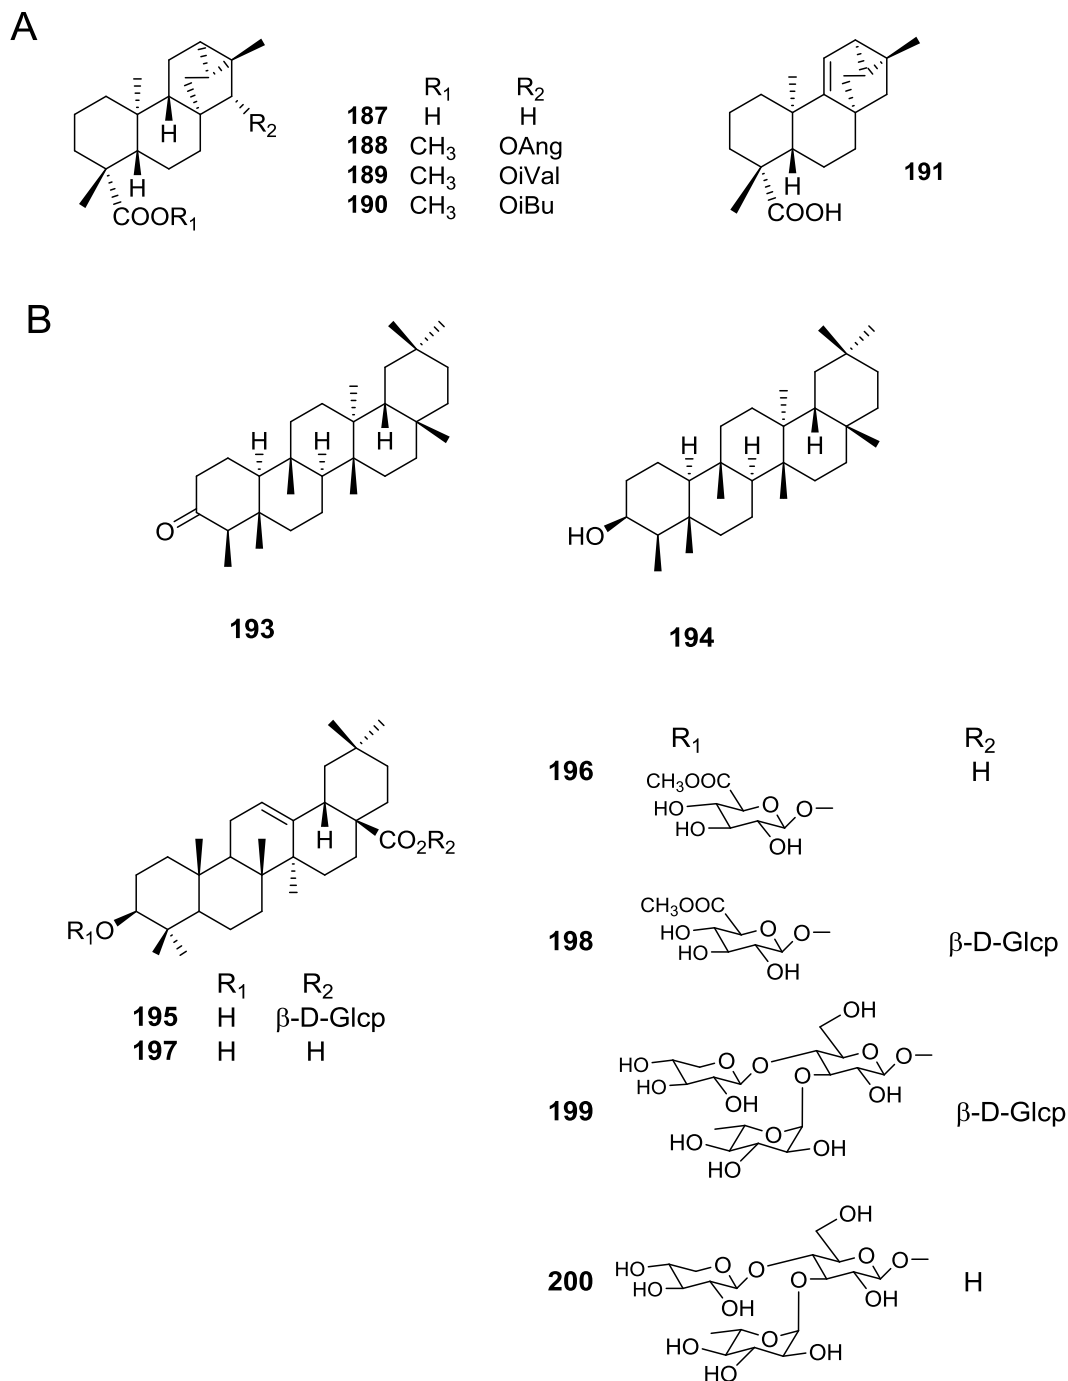 A
R1 R2
187 H H
188 CH3 OAng
189 CH3 OiVal
190 CH3 OiBu
H
R2
H
COOR1
H
COOH
191
B
H H H
O
193
H H H
HO
194
H
CO2R2
R1O
R1 R2
195 H β-D-Glcp
197 H H
R1 R2
196 H
CH3OOC
HO O O
HO
OH
CH3OOC
198 HO O O β-D-Glcp
HO
OH
OH
HO O O O O
HO O OH
OH
199 β-D-Glcp
O
HO OH
HO
OH
HO O O O O
200 HO O OH H
OH
O
HO OH
HO